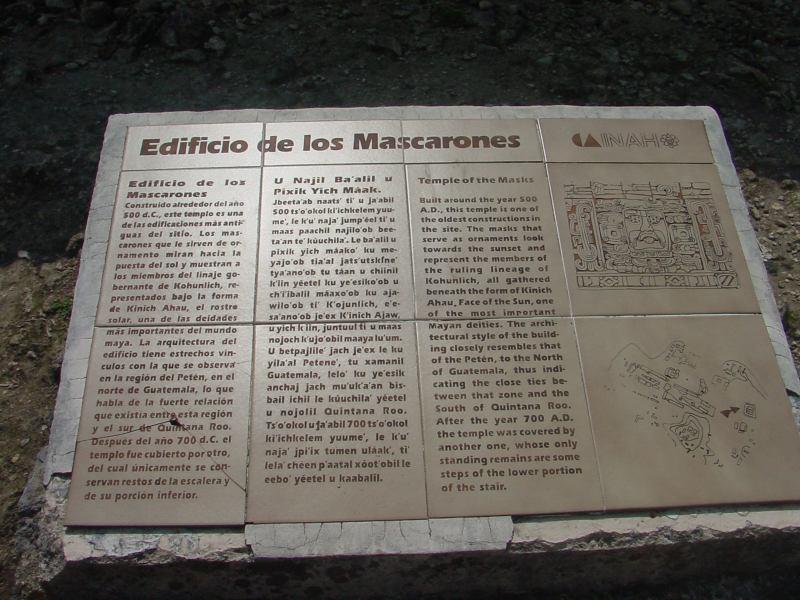 Edificio de los Mascarones
INAH
Edificio de los
Mascarones
Construído alrededor del año
500 d.C., este templo es una
de las edificaciones más anti-
guas del sitio. Los mas-
carones que le sirven de or-
namento miran hacia la
puesta del sol y muestran a
los miembros del linaje go-
bernante de Kohunlich, re-
presentados bajo la forma
de Kinich Ahau, el rostro
solar, una de las deidades
más importantes del mundo
maya. La arquitectura del
edificio tiene estrechos vín-
culos con la que se observa
en la región del Petén, en el
norte de Guatemala, lo que
habla de la fuerte relación
que existía entre esta región
y el sur de Quintana Roo.
Después del año 700 d.C. el
templo fue cubierto por otro,
del cual únicamente se con-
servan restos de la escalera y
de su porción inferior.
U Najil Ba'alil u
Pixik Yich Máak.
Jbeeta'ab naats' ti' u ja'abil
500 ts'o'okol ki'ichkelem yuu-
me', le k'u' naja' jump'éel ti' u
maas paachil najilo'ob bee-
ta'an te' kúuchila'. Le ba'alil u
pixik yich máako' ku me-
yajo'ob tia'al jats'utskíne'
tya'ano'ob tu táan u chíinil
k'iin yéetel ku ye'esiko'ob u
ch'i'ibalil máaxo'ob ku aja-
wilo'ob ti' K'ojunlich, e'e-
sa'ano'ob je'ex K'inich Ajaw,
u yich k'iin, juntuul ti' u maas
nojoch k'ujo'obil maaya lu'um.
U betpajlile' jach je'ex le ku
yila'al Petene', tu xamanil
Guatemala, lelo' ku ye'esik
anchaj jach mu'uk'a'an bis-
bail ichil le kúuchila' yéetel
u nojolil Quintana Roo.
Ts'o'okol u ja'abil 700 ts'o'okol
ki'ichkelem yuume', le k'u'
naja' jpi'ix tumen uláak', ti'
lela' chéen p'aatal xóot'obil le
eebo' yéetel u kaabalil.
Temple of the Masks
Built around the year 500
A.D., this temple is one of
the oldest constructions in
the site. The masks that
serve as ornaments look
towards the sunset and
represent the members of
the ruling lineage of
Kohunlich, all gathered
beneath the form of Kinich
Ahau, Face of the Sun, one
of the most important
Mayan deities. The archi-
tectural style of the build-
ing closely resembles that
of the Petén, to the North
of Guatemala, thus indi-
cating the close ties be-
tween that zone and the
South of Quintana Roo.
After the year 700 A.D.
the temple was covered by
another one, whose only
standing remains are some
steps of the lower portion
of the stair.